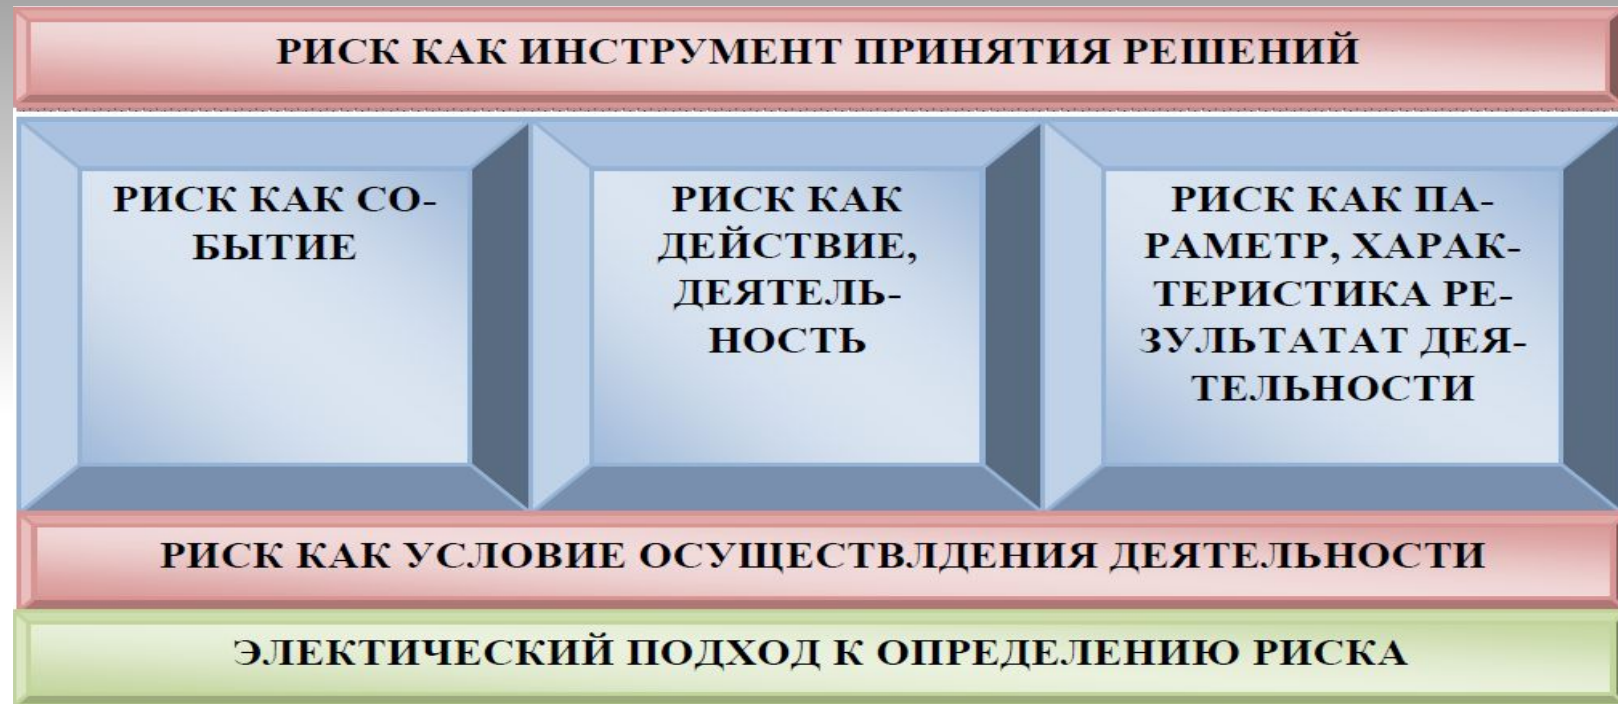 РИСК КАК ИНСТРУМЕНТ ПРИНЯТИЯ РЕШЕНИЙ
РИСК КАК СО-
БЫТИЕ
РИСК КАК
ДЕЙСТВИЕ,
ДЕЯТЕЛЬ-
НОСТЬ
РИСК КАК ПА-
РАМЕТР, ХАРАК-
ТЕРИСТИКА РЕ-
ЗУЛЬТАТАТ ДЕЯ-
ТЕЛЬНОСТИ
РИСК КАК УСЛОВИЕ ОСУЩЕСТВЛДЕНИЯ ДЕЯТЕЛЬНОСТИ
ЭЛЕКТИЧЕСКИЙ ПОДХОД К ОПРЕДЕЛЕНИЮ РИСКА